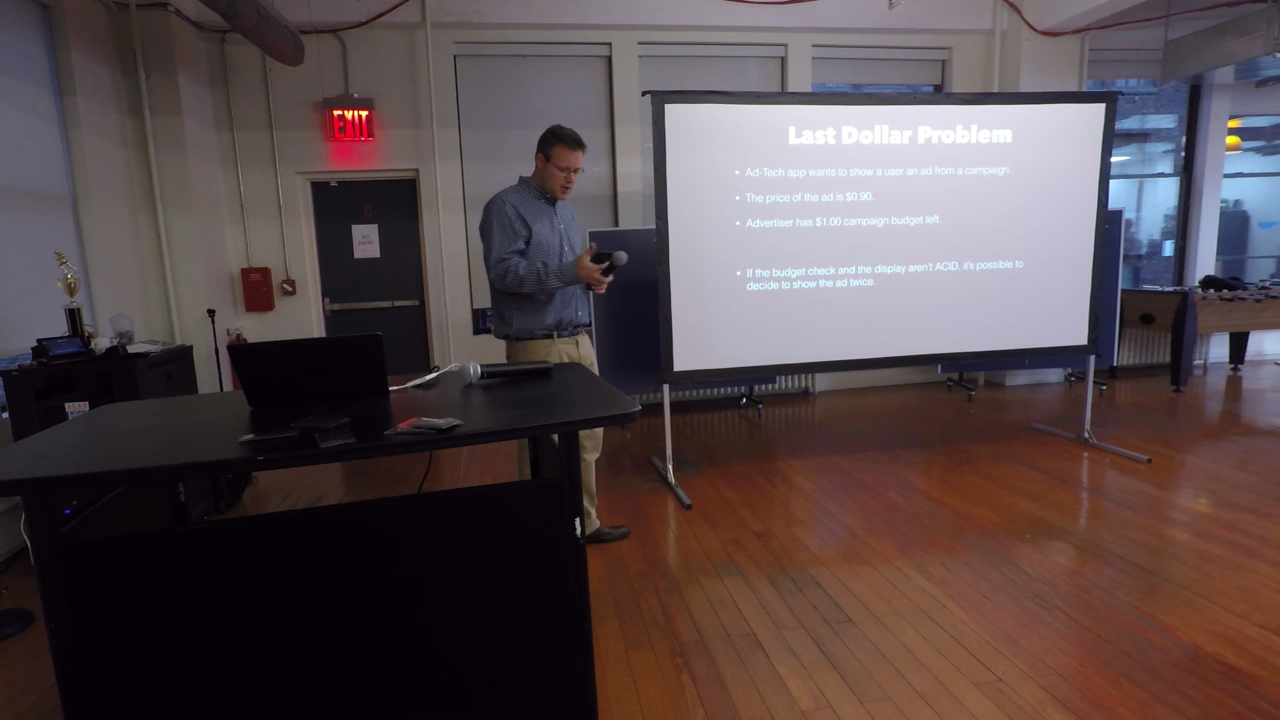 EXIT
Last Dollar Problem
• Ad-Tech app wants to show a user an ad from a campaign.
• The price of the ad is $0.90.
• Advertiser has $1.00 campaign budget left.
• If the budget check and the display aren't ACID, it's possible to
decide to show the ad twice.
NO